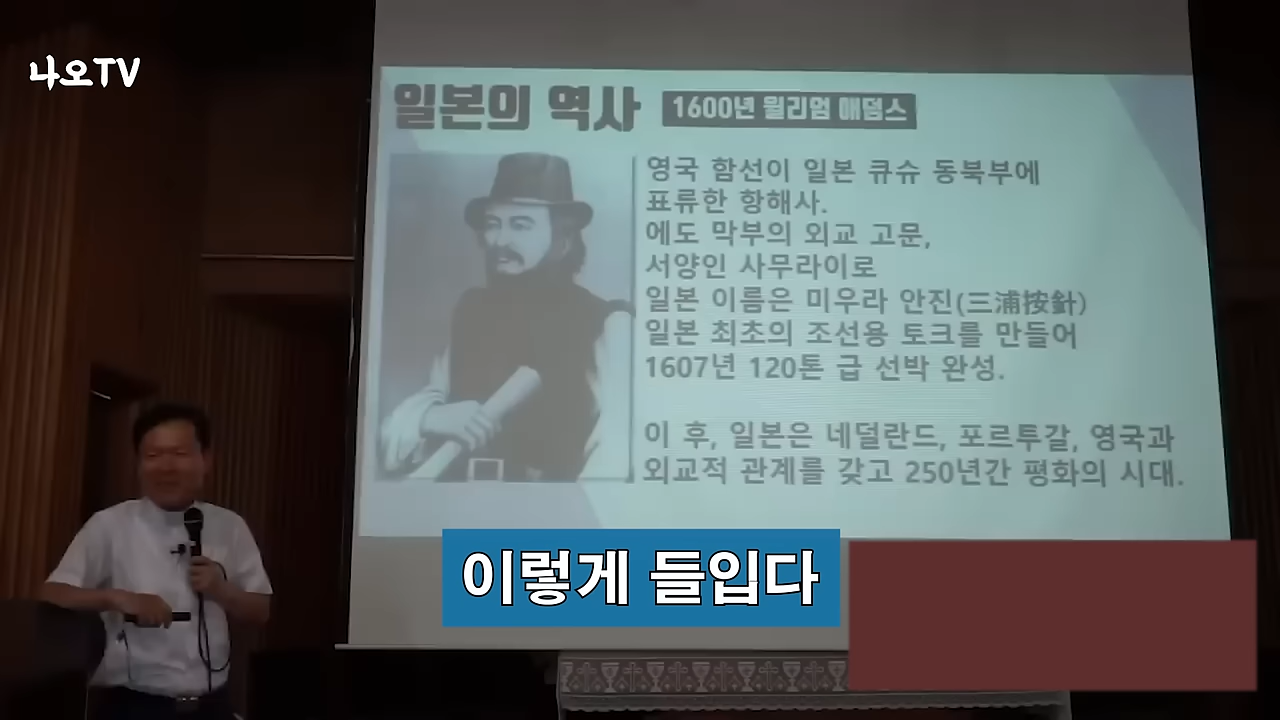 나오TV
일본의 역사
1600년 윌리엄 애덤스
영국 함선이 일본 큐슈 동북부에
표류한 항해사.
에도 막부의 외교 고문,
서양인 사무라이로
일본 이름은 미우라 안진(三浦按針)
일본 최초의 조선용 토크를 만들어
1607년 120톤 급 선박 완성.
이 후, 일본은 네덜란드, 포르투갈, 영국과
외교적 관계를 갖고 250년간 평화의 시대.
이렇게 들입다